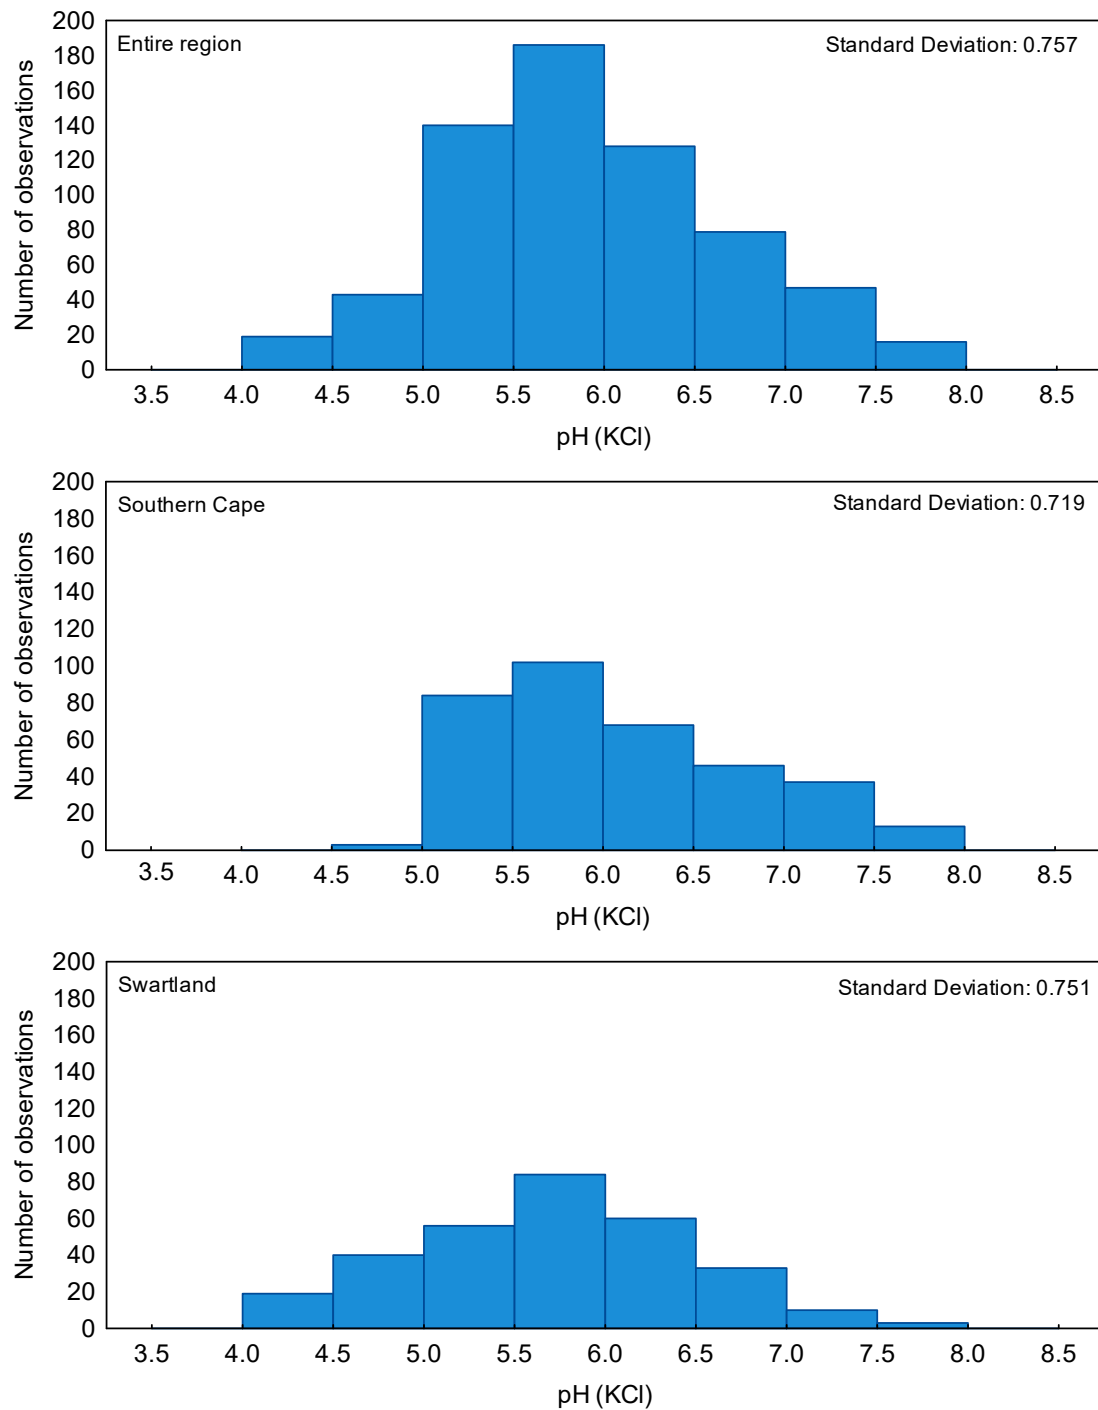 Entire region
Standard Deviation: 0.757
Number of observations
200
180
160
140
120
100
80
60
40
20
0
3.5 4.0 4.5 5.0 5.5 6.0 6.5 7.0 7.5 8.0 8.5
pH (KCl)
Southern Cape
Standard Deviation: 0.719
Number of observations
200
180
160
140
120
100
80
60
40
20
0
3.5 4.0 4.5 5.0 5.5 6.0 6.5 7.0 7.5 8.0 8.5
pH (KCl)
Swartland
Standard Deviation: 0.751
Number of observations
200
180
160
140
120
100
80
60
40
20
0
3.5 4.0 4.5 5.0 5.5 6.0 6.5 7.0 7.5 8.0 8.5
pH (KCl)